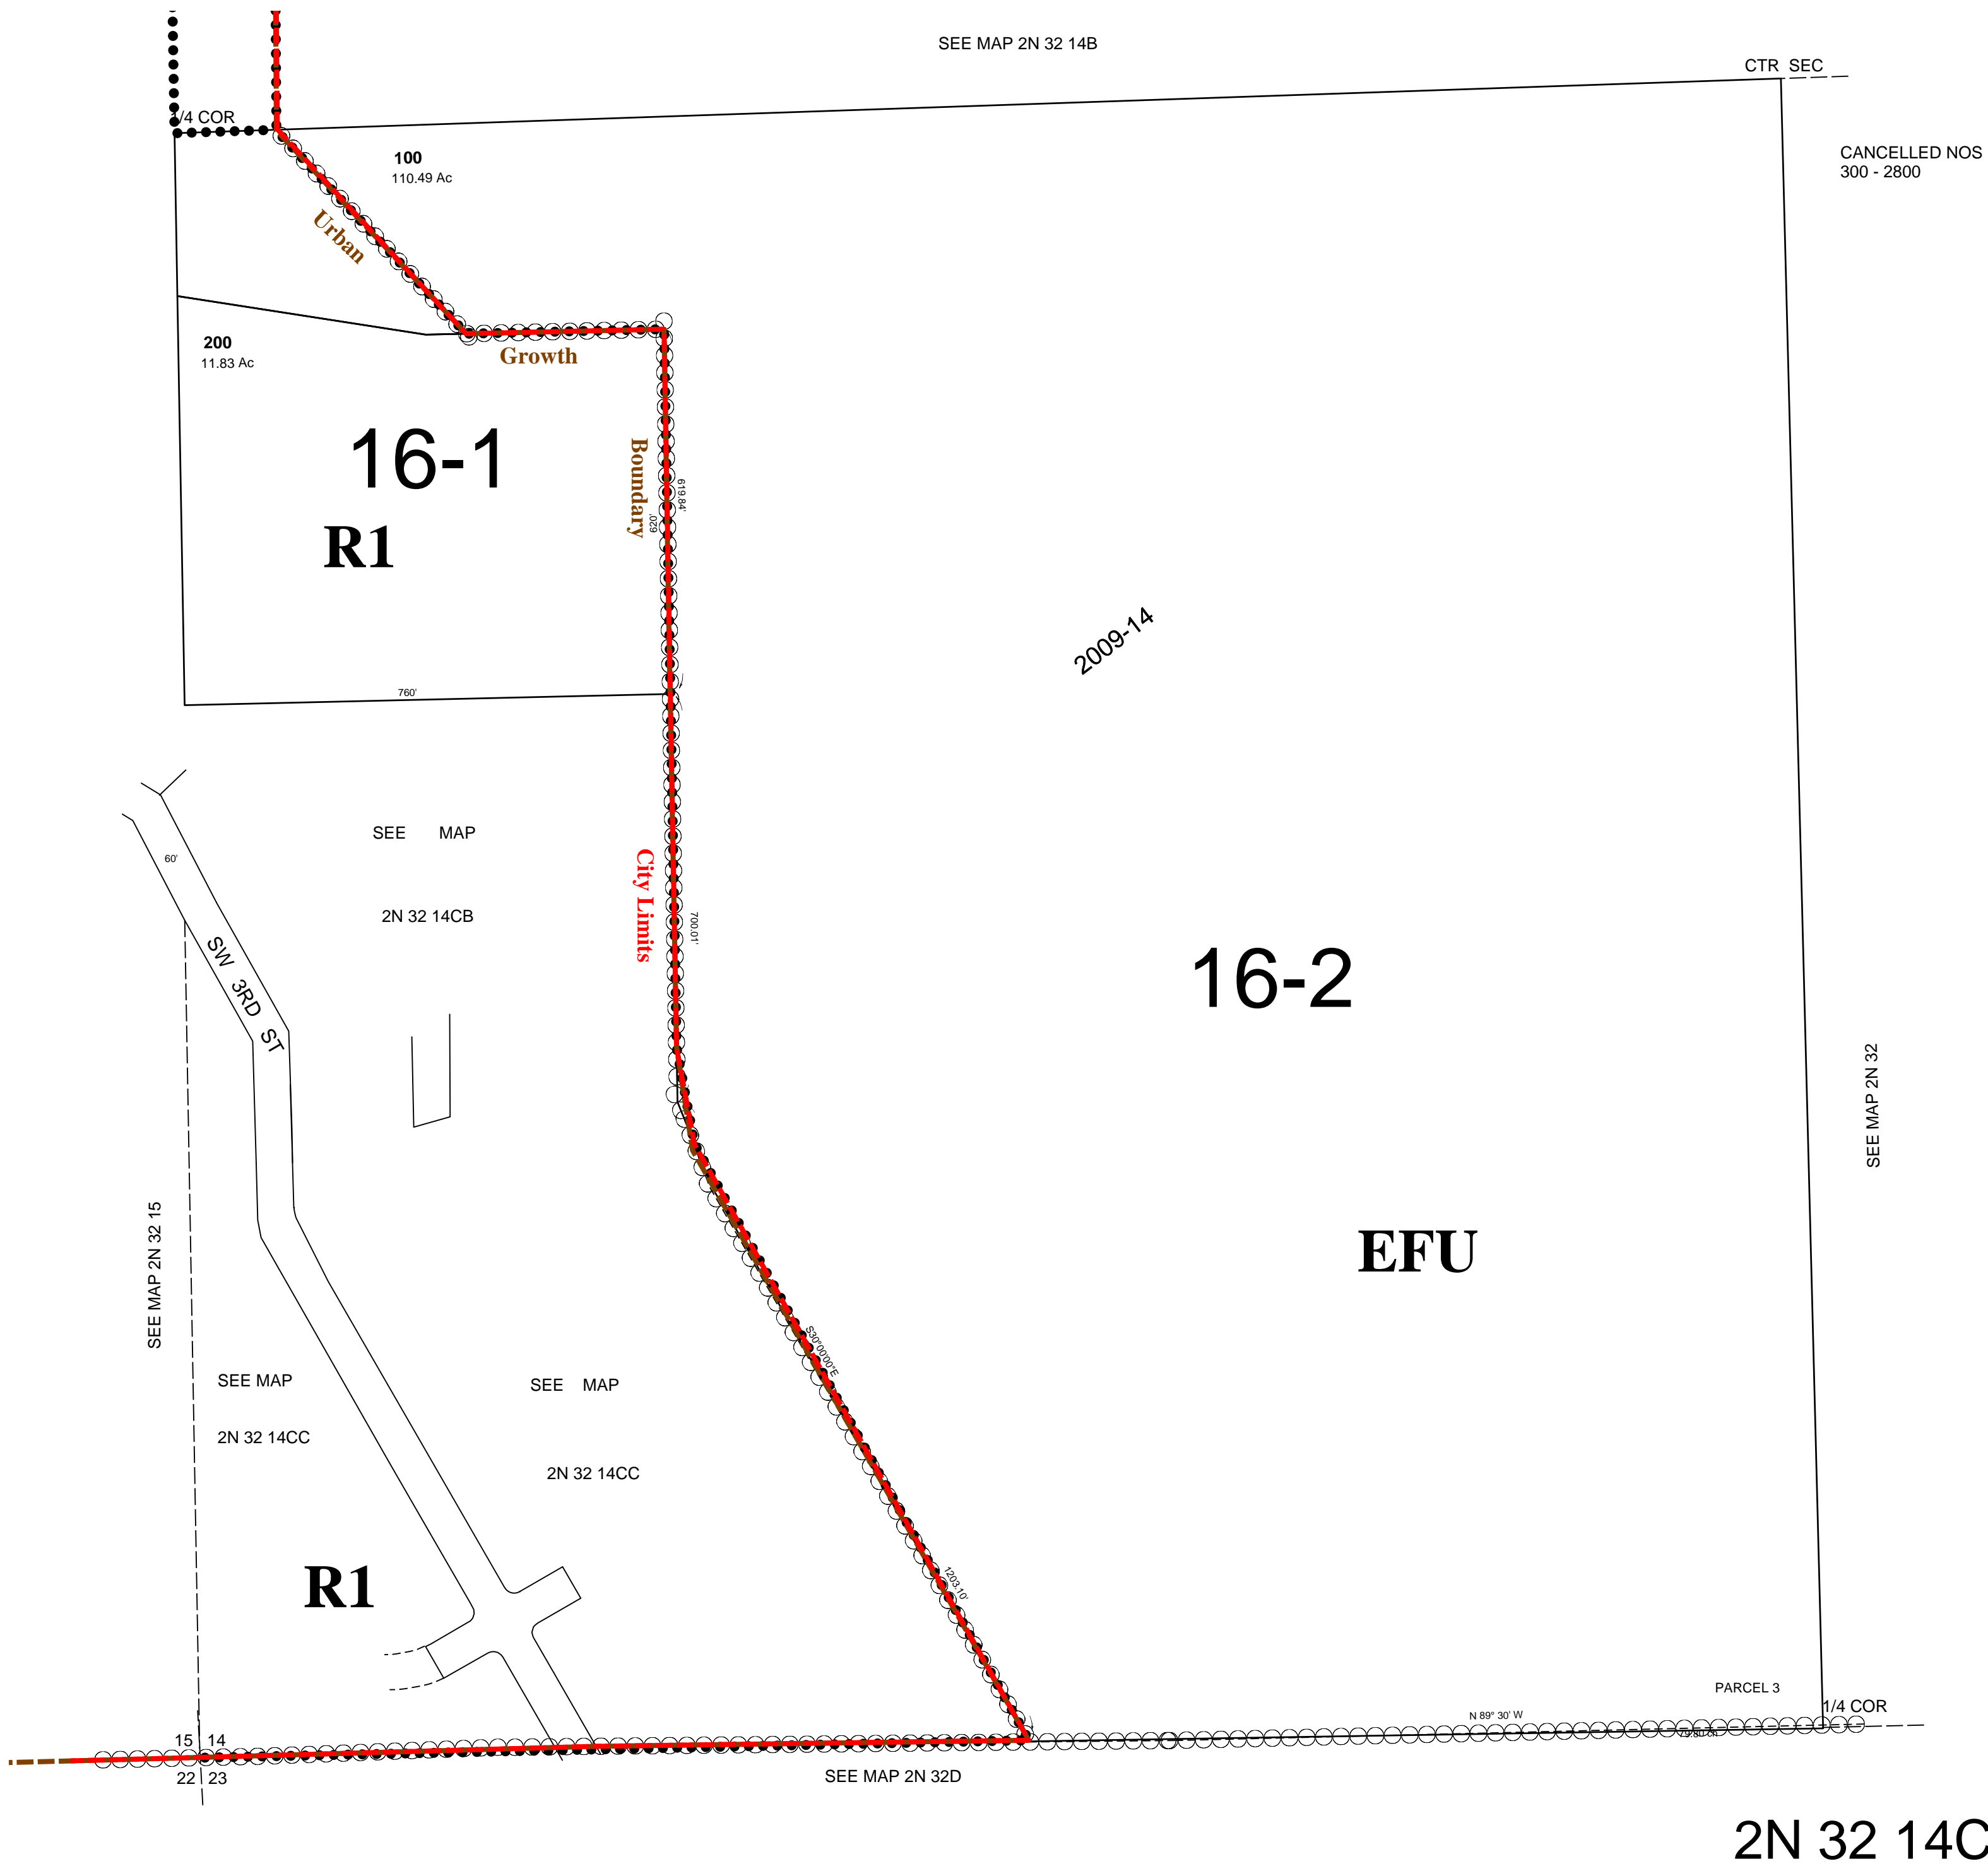 SEE MAP 2N 32 14B
CTR SEC
1/4 COR
CANCELLED NOS
300 - 2800
100
110.49 Ac
Urban
200
11.83 Ac
Growth
16-1
Boundary
619.84'
620'
R1
2009-14
760'
SEE MAP
60'
City Limits
2N 32 14CB
700.01'
SW 3RD ST
16-2
SEE MAP 2N 32
SEE MAP 2N 32 15
EFU
S30°00'00"E
SEE MAP
SEE MAP
2N 32 14CC
2N 32 14CC
R1
1203.10'
PARCEL 3
1/4 COR
N 89° 30' W
79.80 CH
15 14
22 23
SEE MAP 2N 32D
2N 32 14C